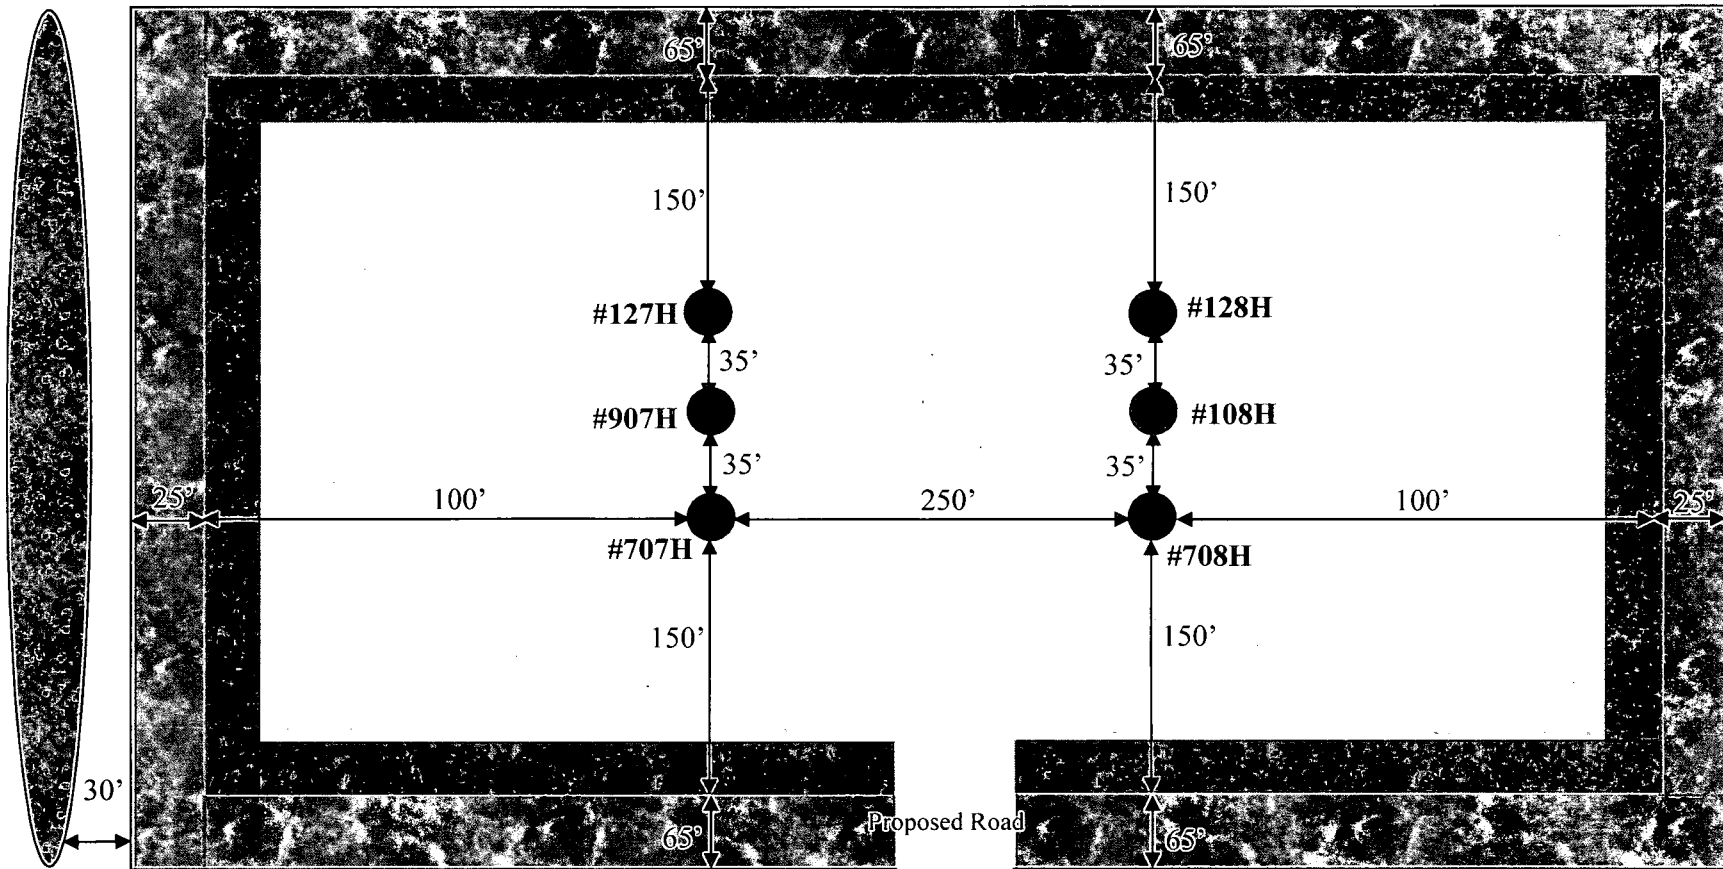 65’ 65’
150’ 150’
#127H #128H
35’ 35’
#907H #108H
35’ 35’
25’ 100’ 250’ 100’ 25’
#707H #708H
150’ 150’
30’
Proposed Road
65’ 65’